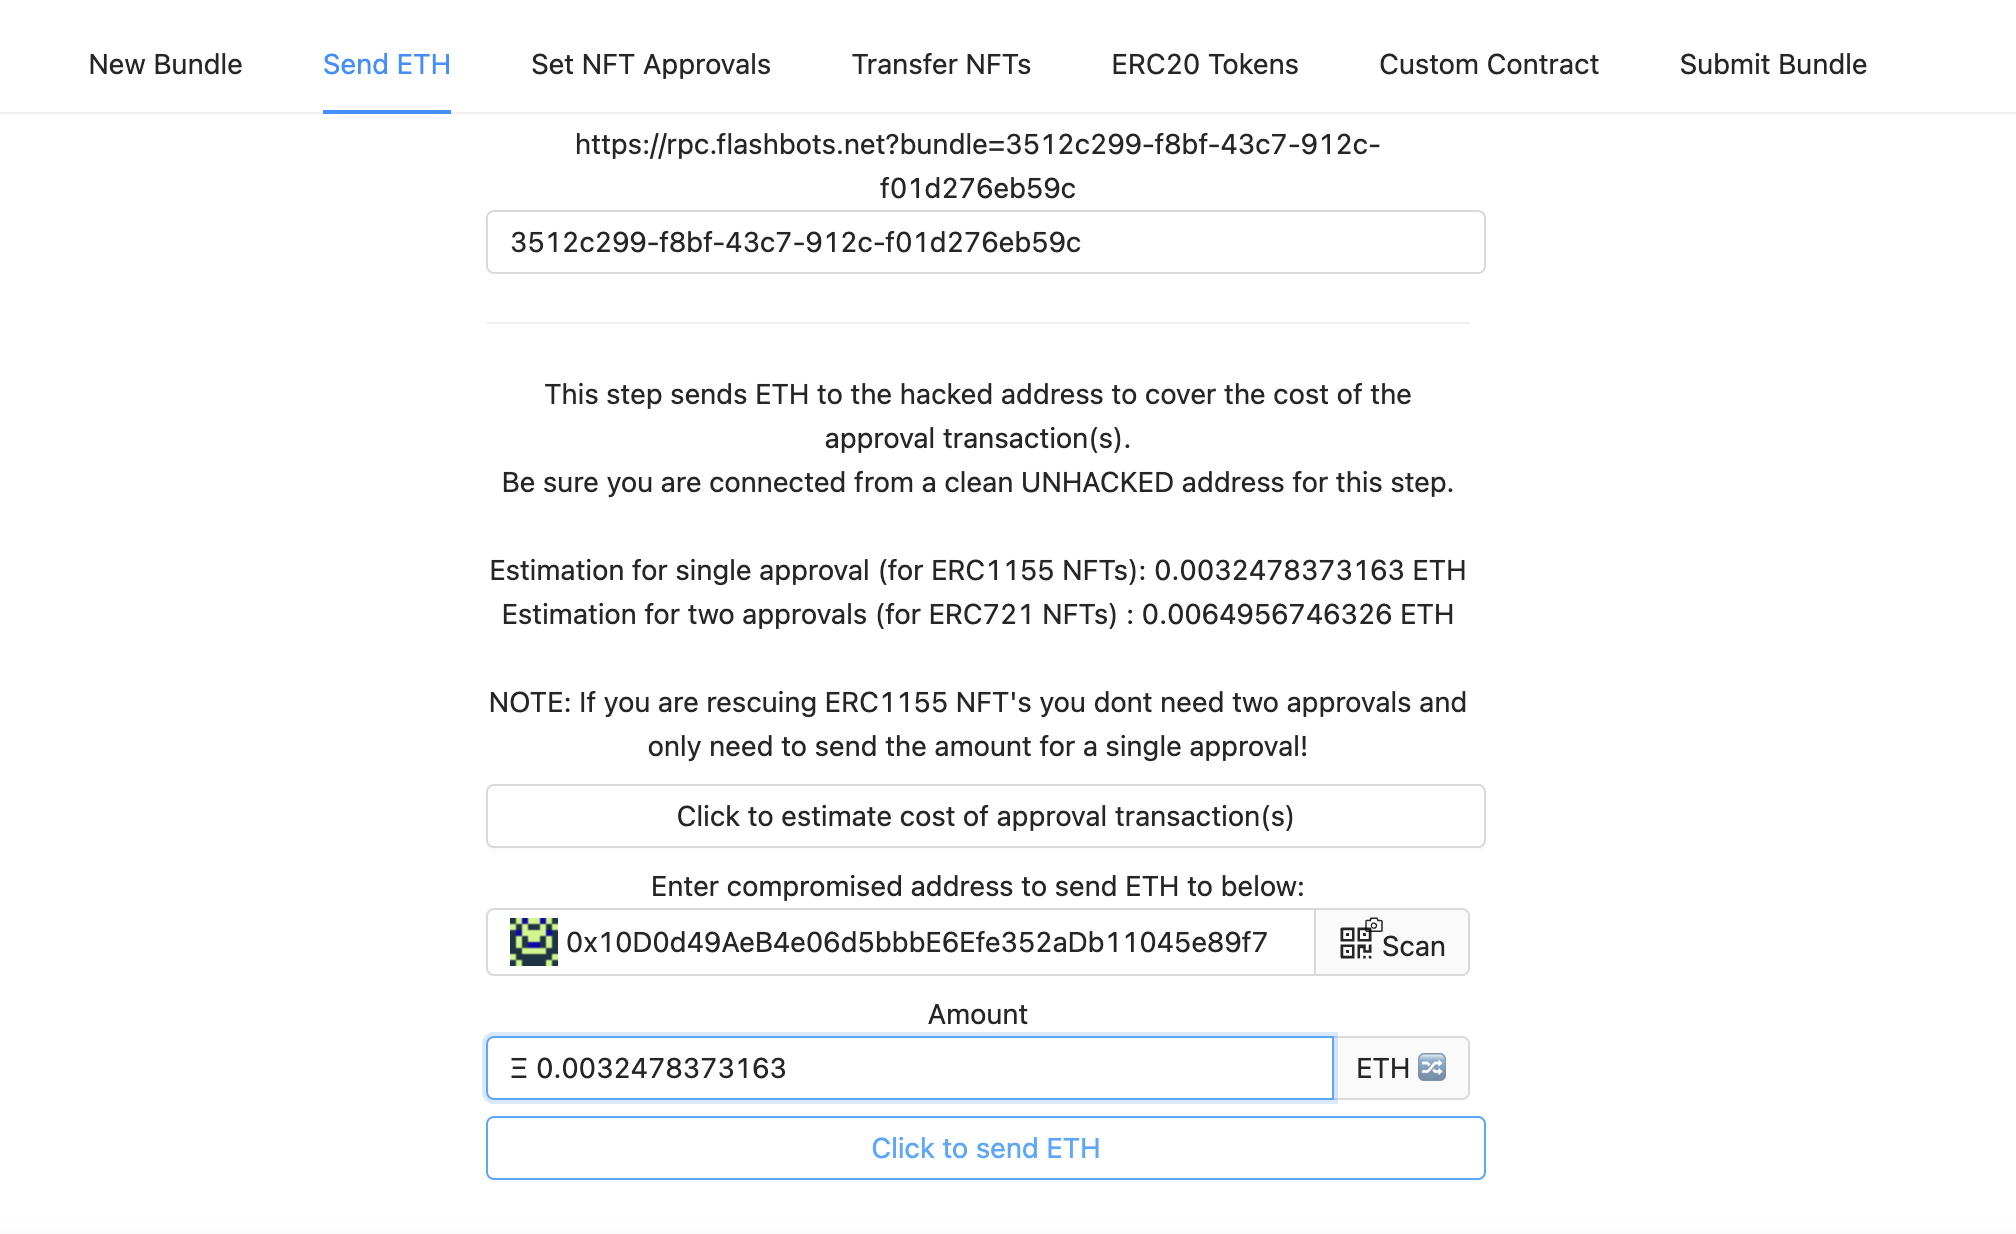 New Bundle Send ETH Set NFT Approvals Transfer NFTs ERC20 Tokens Custom Contract Submit Bundle
https://rpc.flashbots.net?bundle=3512c299-f8bf-43c7-912c-
f01d276eb59c
3512c299-f8bf-43c7-912c-f01d276eb59c
This step sends ETH to the hacked address to cover the cost of the
approval transaction(s).
Be sure you are connected from a clean UNHACKED address for this step.
Estimation for single approval (for ERC1155 NFTs): 0.0032478373163 ETH
Estimation for two approvals (for ERC721 NFTs) : 0.0064956746326 ETH
NOTE: If you are rescuing ERC1155 NFT's you dont need two approvals and
only need to send the amount for a single approval!
Click to estimate cost of approval transaction(s)
Enter compromised address to send ETH to below:
0x10D0d49AeB4e06d5bbbE6Efe352aDb11045e89f7 Scan
Amount
Ξ 0.0032478373163 ETH
Click to send ETH